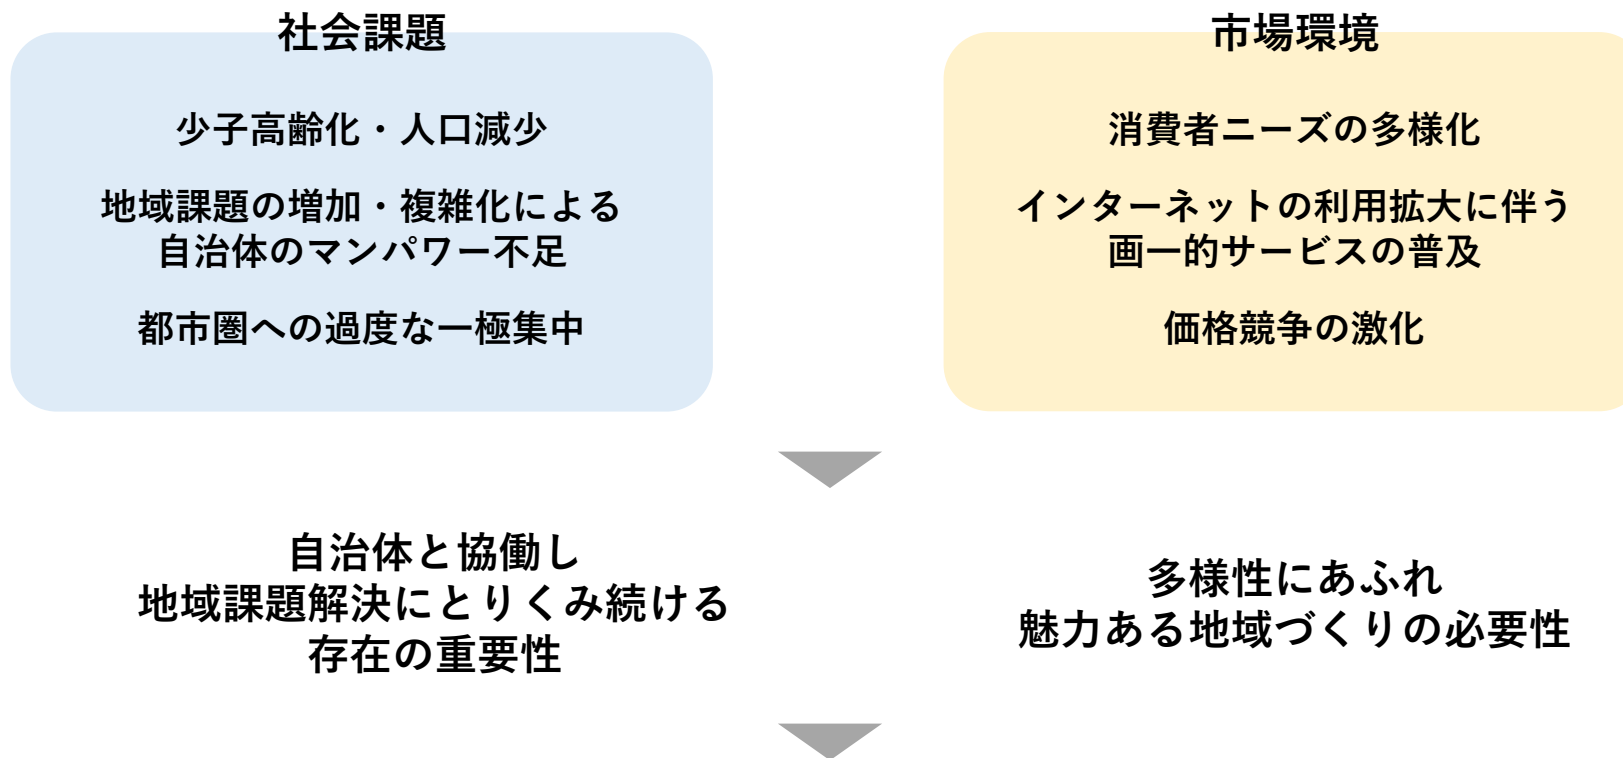 社会課題
少子高齢化・人口減少
地域課題の増加・複雑化による
自治体のマンパワー不足
都市圏への過度な一極集中
市場環境
消費者ニーズの多様化
インターネットの利用拡大に伴う
画一的サービスの普及
価格競争の激化
自治体と協働し
地域課題解決にとりくみ続ける
存在の重要性
多様性にあふれ
魅力ある地域づくりの必要性